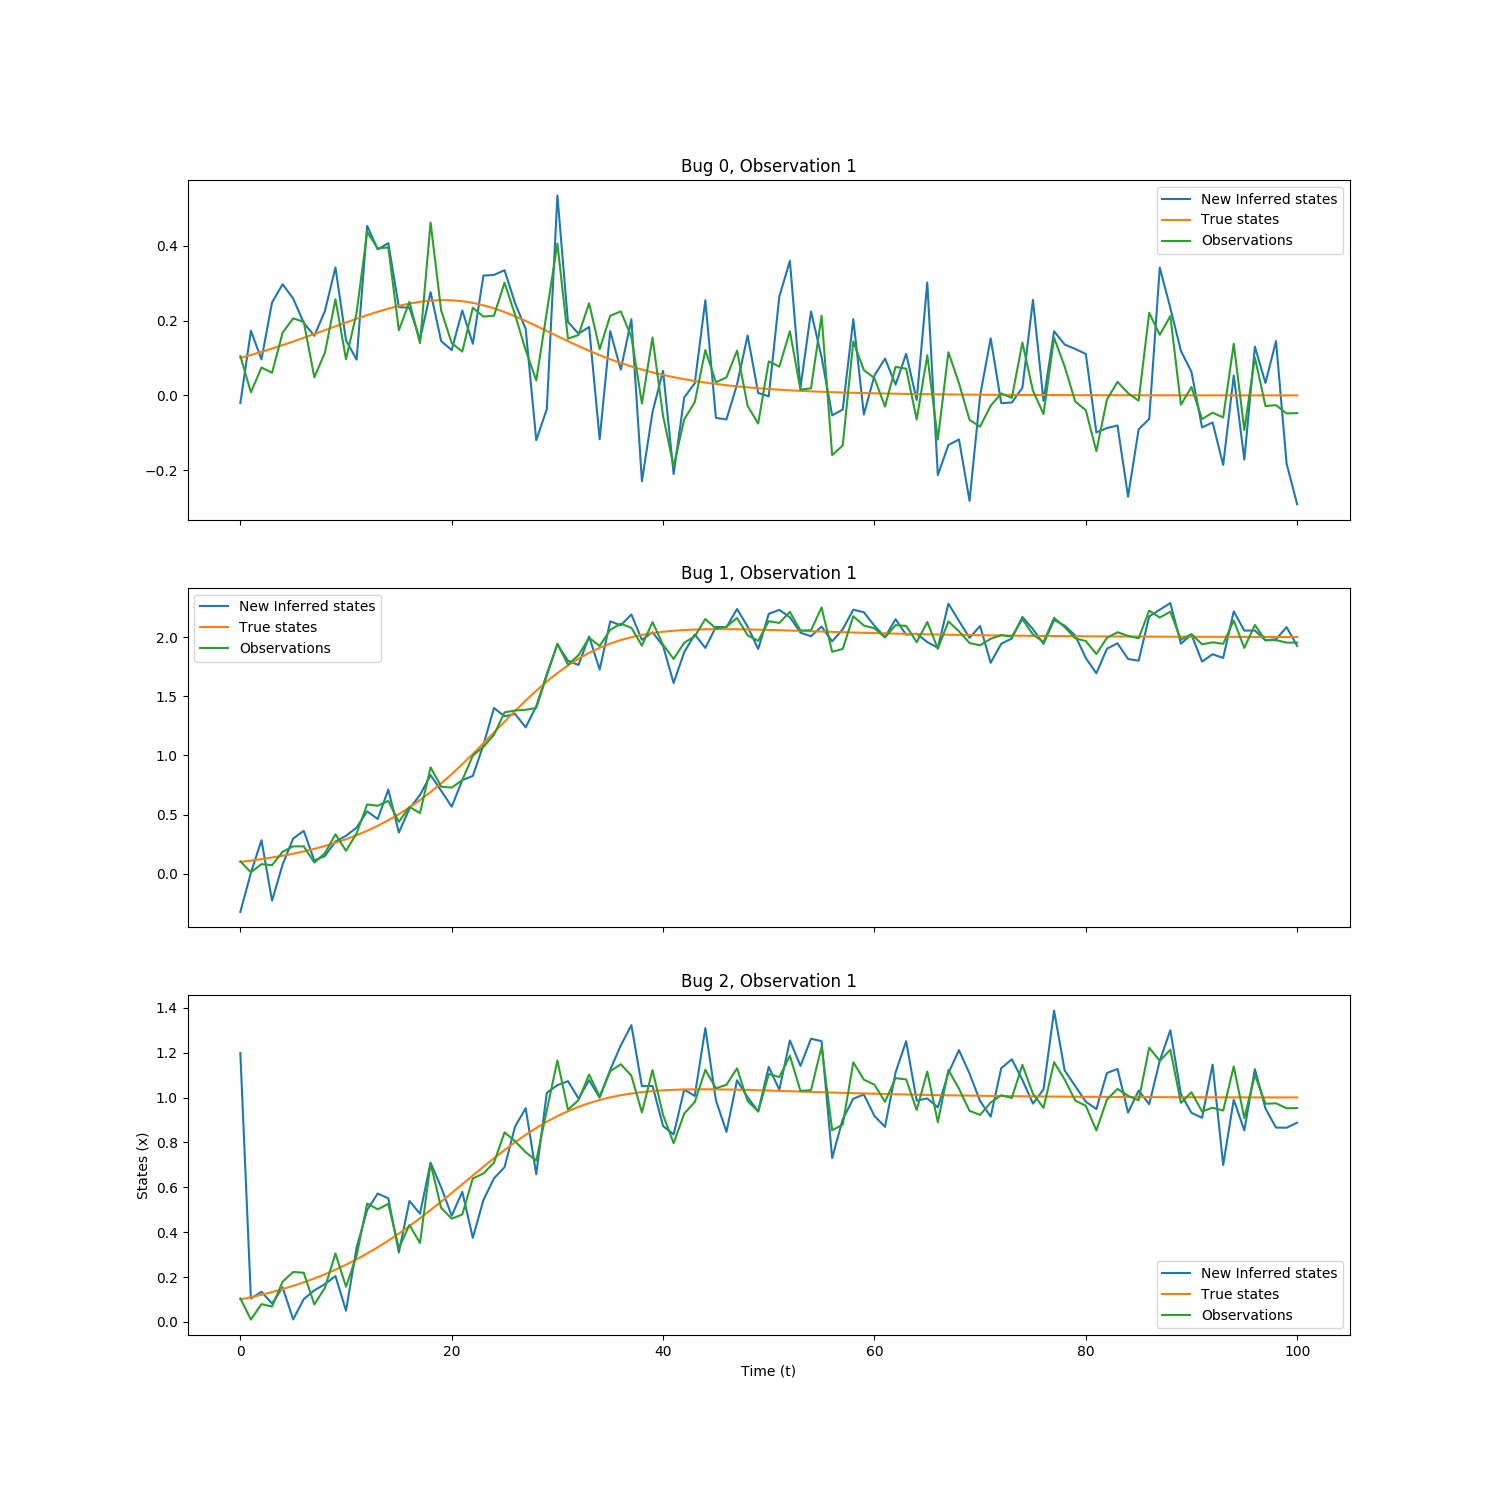 Bug 0, Observation 1
New Inferred states
True states
Observations
0.4
0.2
0.0
−0.2
Bug 1, Observation 1
New Inferred states
True states
Observations
2.0
1.5
1.0
0.5
0.0
Bug 2, Observation 1
1.4
1.2
1.0
0.8
0.6
0.4
0.2
0.0
States (x)
New Inferred states
True states
Observations
0 20 40 60 80 100
Time (t)